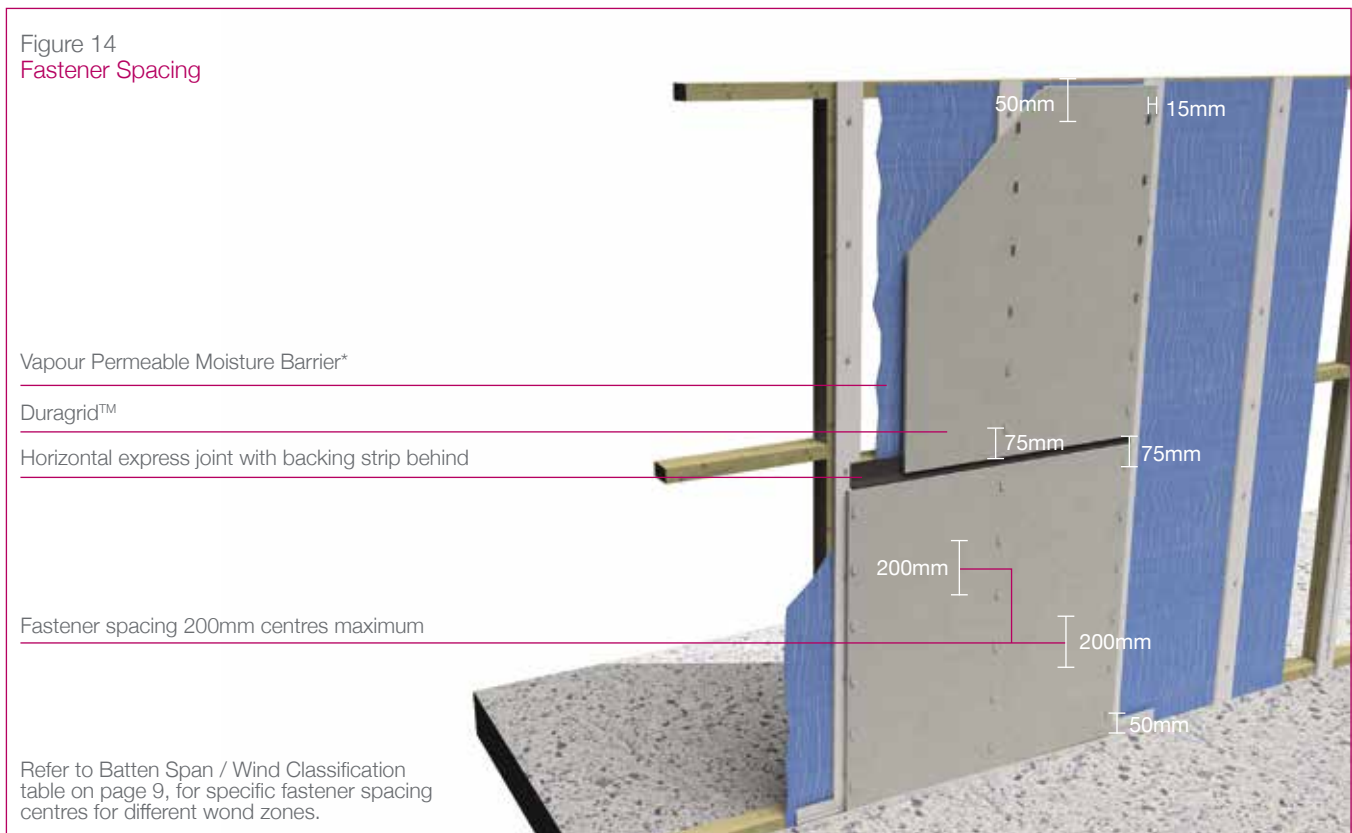 Figure 14
Fastener Spacing
50mm
15mm
Vapour Permeable Moisture Barrier*
Duragrid™
75mm
75mm
Horizontal express joint with backing strip behind
200mm
Fastener spacing 200mm centres maximum
200mm
50mm
Refer to Batten Span / Wind Classification
table on page 9, for specific fastener spacing
centres for different wond zones.